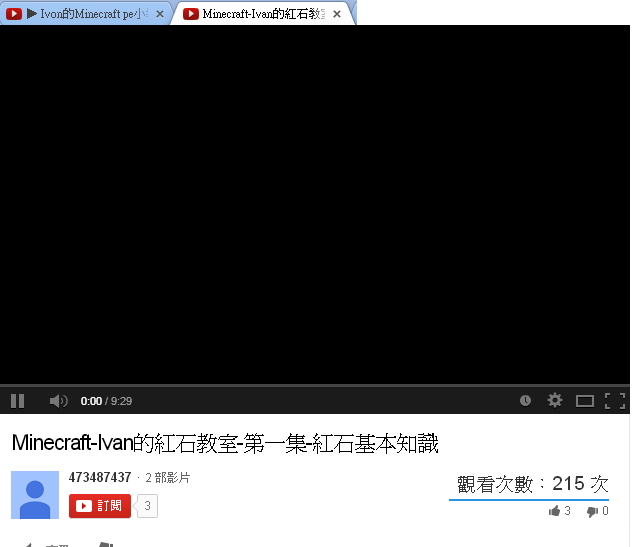 ▶ Ivon的Minecraft pe小
Minecraft-Ivan的紅石教室
0:00 / 9:29
Minecraft-Ivan的紅石教室-第一集-紅石基本知識
473487437 · 2 部影片
訂閱 3
觀看次數：215 次
3 0